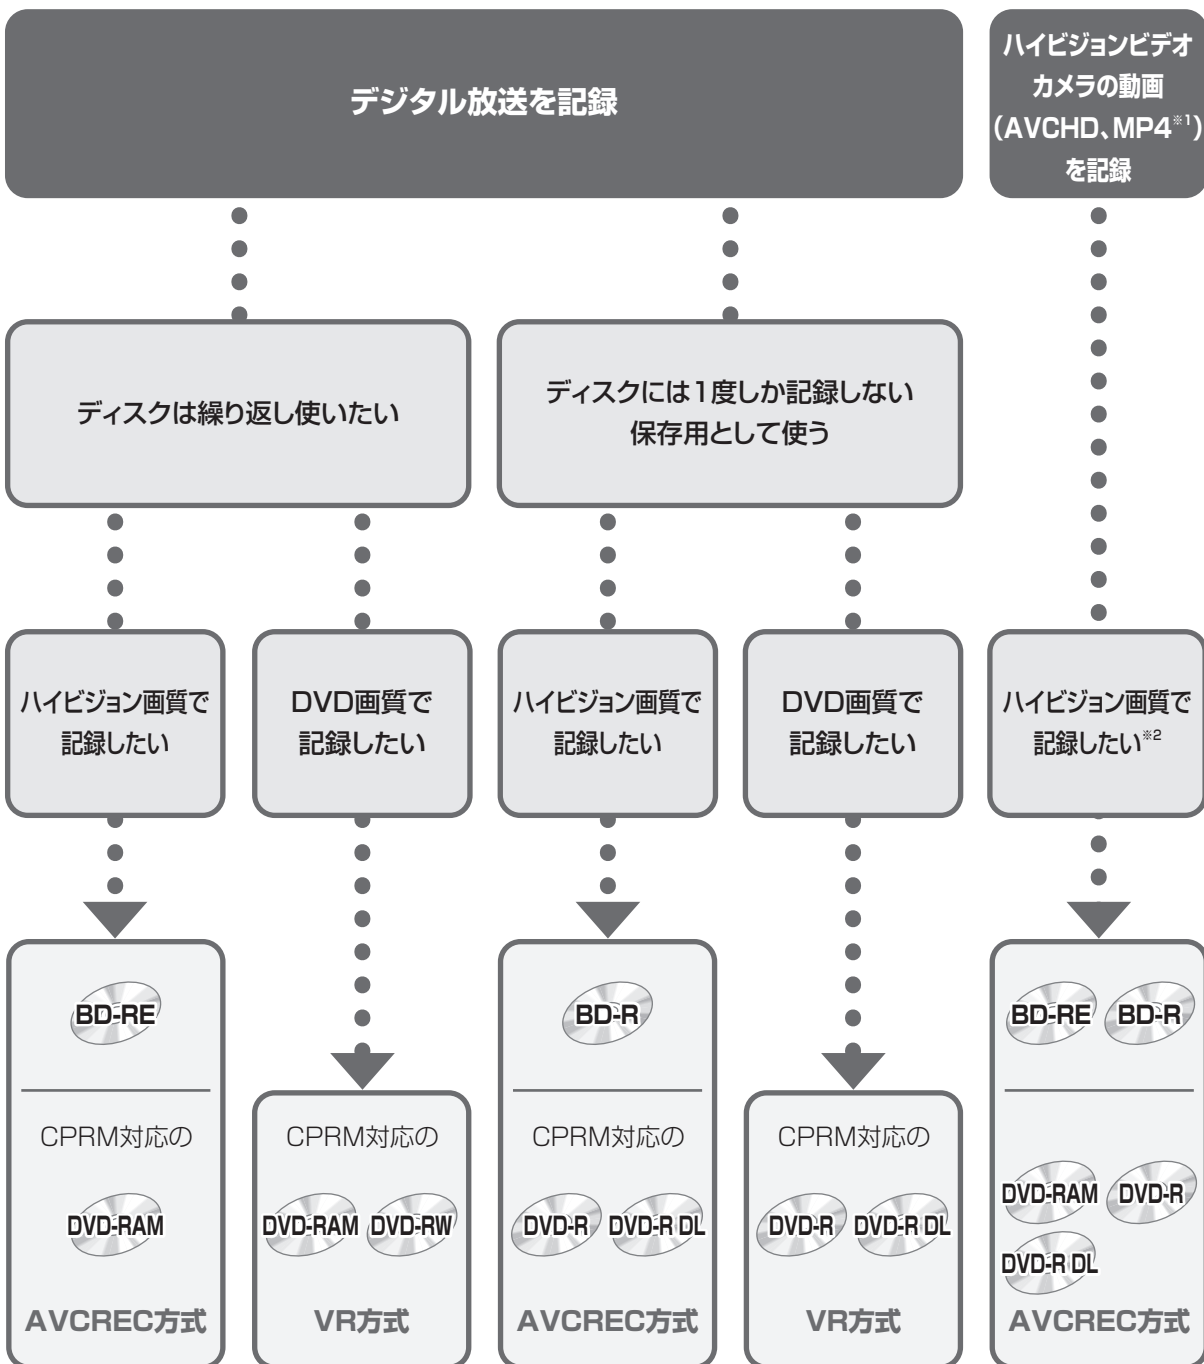 デジタル放送を記録
ハイビジョンビデオ
カメラの動画
(AVCHD、MP4※1)
を記録
ディスクは繰り返し使いたい
ディスクには1度しか記録しない
保存用として使う
ハイビジョン画質で
記録したい
DVD画質で
記録したい
ハイビジョン画質で
記録したい
DVD画質で
記録したい
ハイビジョン画質で
記録したい※2
BD-RE
CPRM対応の
DVD-RAM
AVCREC方式
CPRM対応の
DVD-RAM DVD-RW
VR方式
BD-R
CPRM対応の
DVD-R DVD-R DL
AVCREC方式
CPRM対応の
DVD-R DVD-R DL
VR方式
BD-RE BD-R
DVD-RAM DVD-R
DVD-R DL
AVCREC方式